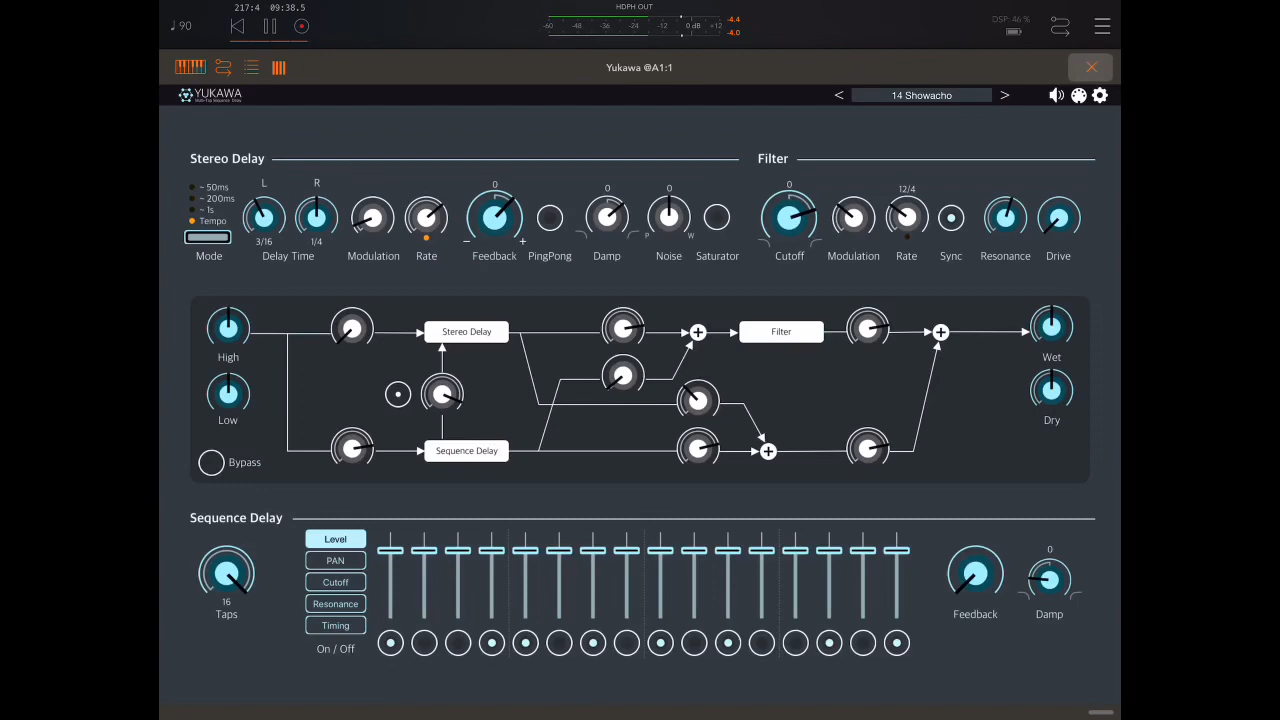 217:4 09:38.5
HDPH OUT
♩ 90
-60 -48 -36 -24 -12 0 dB +12
-4.4
-4.0
DSP: 46 %
Yukawa @A1:1
YUKAWA
Multi-Tap Sequence Delay
< 14 Showacho >
Stereo Delay
Filter
~ 50ms
~ 200ms
~ 1s
Tempo
Mode
L R
3/16 1/4
Delay Time
Modulation
Rate
0
− +
Feedback
PingPong
0
Damp
0
P W
Noise
Saturator
0
Cutoff
Modulation
12/4
Rate
Sync
Resonance
Drive
High
Low
Bypass
Stereo Delay
Sequence Delay
+
+
Filter
+
Wet
Dry
Sequence Delay
16
Taps
Level
PAN
Cutoff
Resonance
Timing
On / Off
Feedback
0
Damp